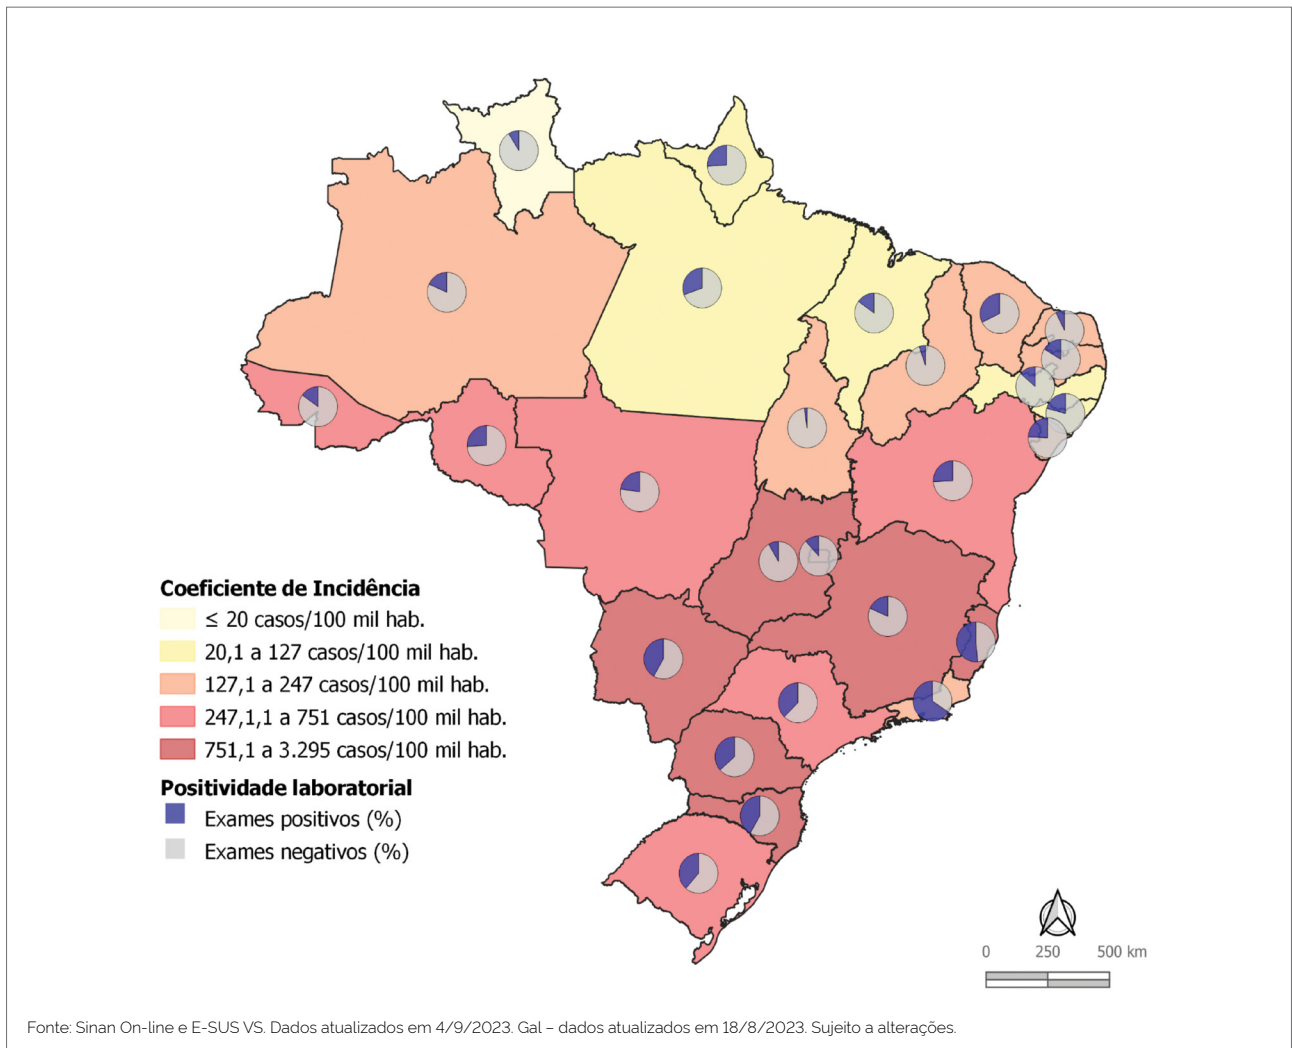 Coeficiente de Incidência
≤ 20 casos/100 mil hab.
20,1 a 127 casos/100 mil hab.
127,1 a 247 casos/100 mil hab.
247,1,1 a 751 casos/100 mil hab.
751,1 a 3.295 casos/100 mil hab.
Positividade laboratorial
Exames positivos (%)
Exames negativos (%)
0 250 500 km
Fonte: Sinan On-line e E-SUS VS. Dados atualizados em 4/9/2023. Gal – dados atualizados em 18/8/2023. Sujeito a alterações.